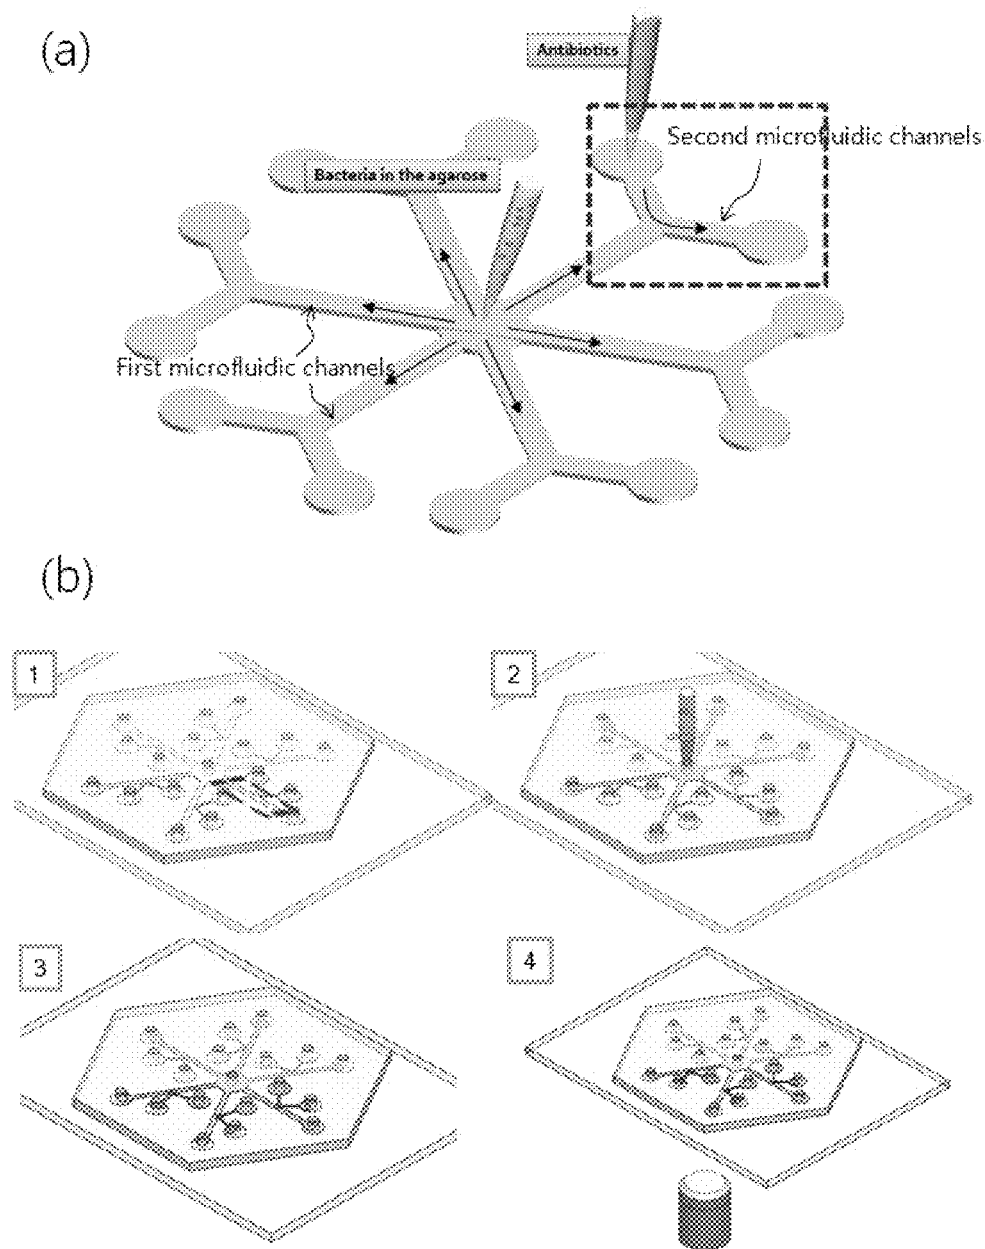 (a)
Antibiotics
Second microfluidic channels
Bacteria in the agarose
First microfluidic channels
(b)
1
2
3
4